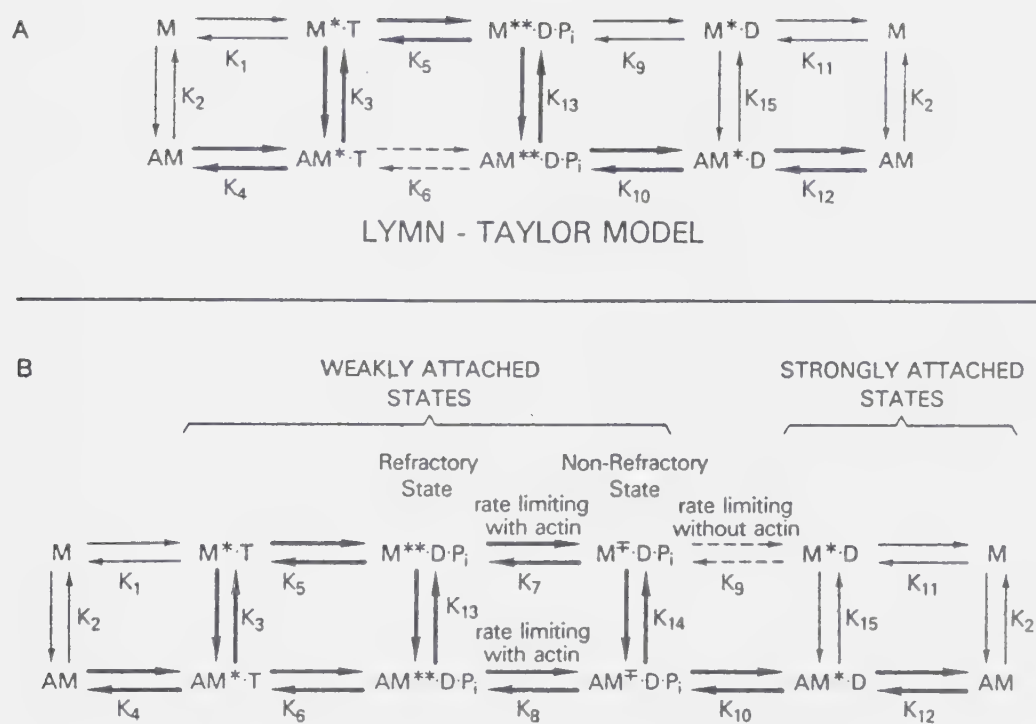 A
M M*·T M**·D·Pi M*·D M
K1 K5 K9 K11
K2 K3 K13 K15 K2
AM AM*·T AM**·D·Pi AM*·D AM
K4 K6 K10 K12
LYMN - TAYLOR MODEL
B
WEAKLY ATTACHED STRONGLY ATTACHED
STATES STATES
Refractory Non-Refractory
State State
rate limiting rate limiting
with actin without actin
M M*·T M**·D·Pi M∓·D·Pi M*·D M
K1 K5 K7 K9 K11
K2 K3 K13 K14 K15 K2
rate limiting
with actin
AM AM*·T AM**·D·Pi AM∓·D·Pi AM*·D AM
K4 K6 K8 K10 K12